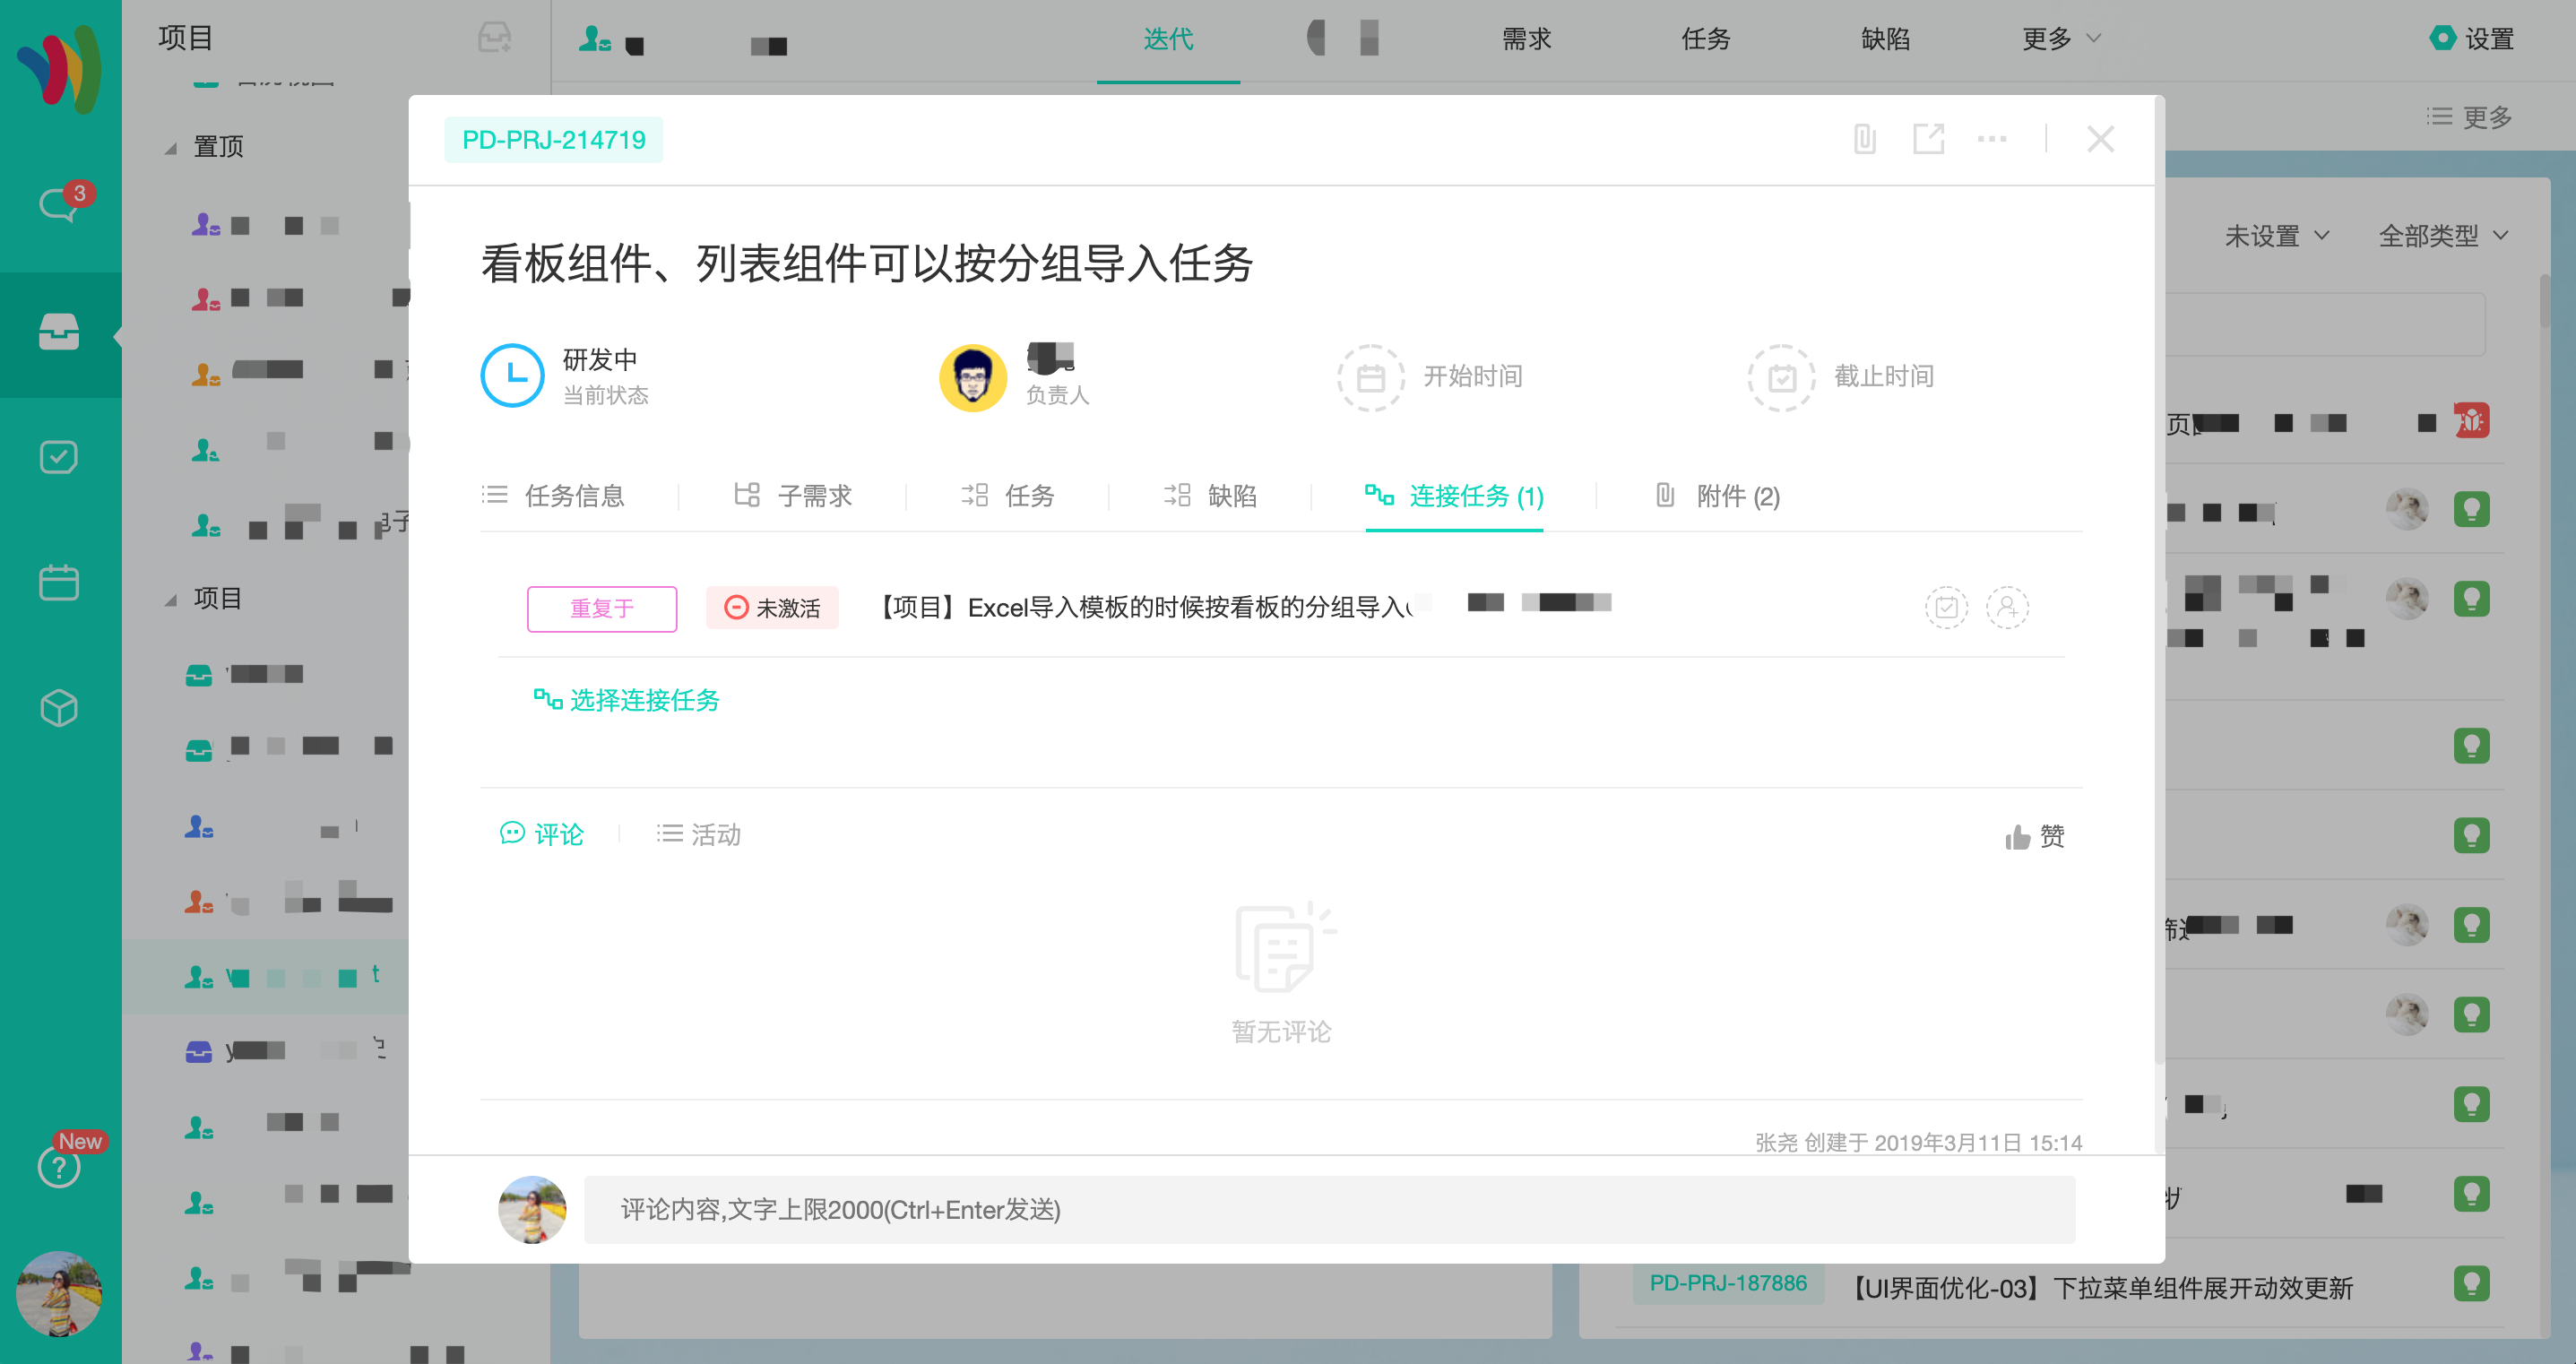 项目
迭代
需求
任务
缺陷
更多
设置
更多
置顶
3
PD-PRJ-214719
看板组件、列表组件可以按分组导入任务
未设置
全部类型
研发中
当前状态
负责人
开始时间
截止时间
任务信息
子需求
任务
缺陷
连接任务 (1)
附件 (2)
项目
重复于
未激活
【项目】Excel导入模板的时候按看板的分组导入
选择连接任务
评论
活动
赞
暂无评论
张尧 创建于 2019年3月11日 15:14
New
评论内容,文字上限2000(Ctrl+Enter发送)
PD-PRJ-187886
【UI界面优化-03】下拉菜单组件展开动效更新